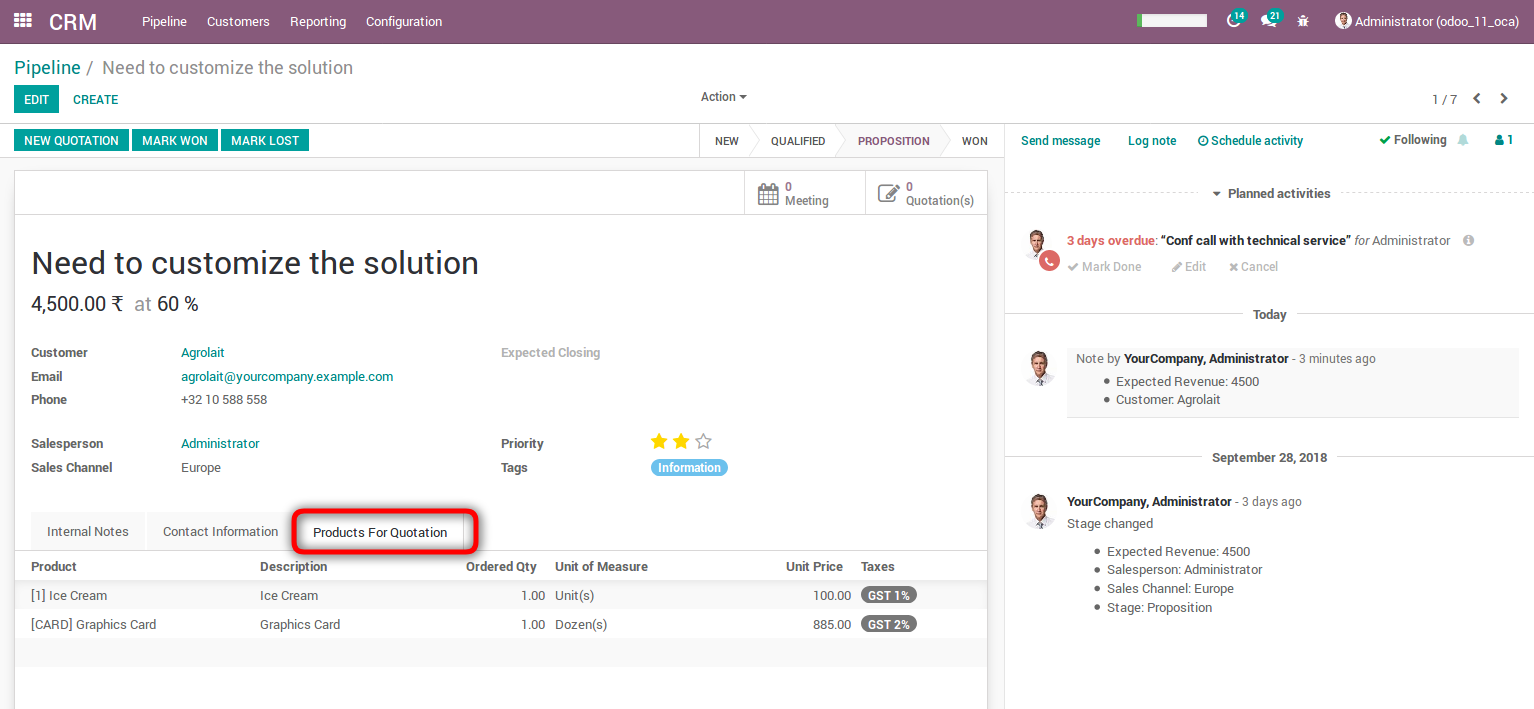 CRM Pipeline Customers Reporting Configuration 14 21 Administrator (odoo_11_oca)
Pipeline / Need to customize the solution
EDIT CREATE Action 1 / 7
NEW QUOTATION MARK WON MARK LOST NEW QUALIFIED PROPOSITION WON
0 Meeting
0 Quotation(s)
Need to customize the solution
4,500.00 ₹ at 60 %
Customer Agrolait Expected Closing
Email agrolait@yourcompany.example.com
Phone +32 10 588 558
Salesperson Administrator Priority
Sales Channel Europe Tags Information
Internal Notes Contact Information Products For Quotation
Product Description Ordered Qty Unit of Measure Unit Price Taxes
[1] Ice Cream Ice Cream 1.00 Unit(s) 100.00 GST 1%
[CARD] Graphics Card Graphics Card 1.00 Dozen(s) 885.00 GST 2%
Send message Log note Schedule activity Following 1
Planned activities
3 days overdue: “Conf call with technical service” for Administrator
Mark Done Edit Cancel
Today
Note by YourCompany, Administrator - 3 minutes ago
• Expected Revenue: 4500
• Customer: Agrolait
September 28, 2018
YourCompany, Administrator - 3 days ago
Stage changed
• Expected Revenue: 4500
• Salesperson: Administrator
• Sales Channel: Europe
• Stage: Proposition